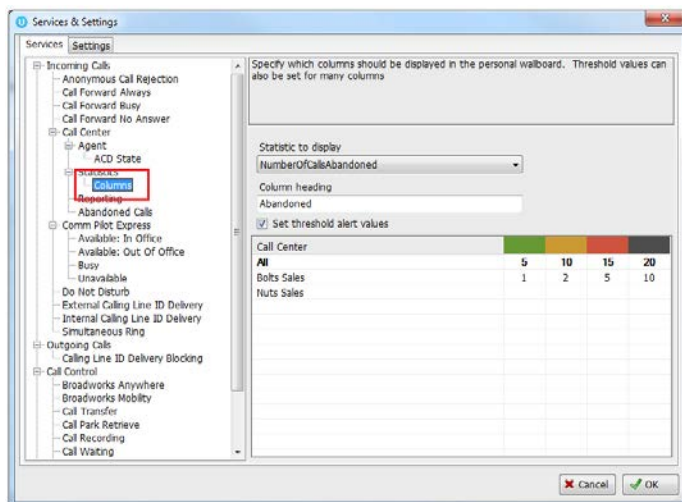 Services & Settings
Services Settings
Incoming Calls
Anonymous Call Rejection
Call Forward Always
Call Forward Busy
Call Forward No Answer
Call Center
Agent
ACD State
Statistics
Columns
Reporting
Abandoned Calls
Comm Pilot Express
Available: In Office
Available: Out Of Office
Busy
Unavailable
Do Not Disturb
External Calling Line ID Delivery
Internal Calling Line ID Delivery
Simultaneous Ring
Outgoing Calls
Calling Line ID Delivery Blocking
Call Control
Broadworks Anywhere
Broadworks Mobility
Call Transfer
Call Park Retrieve
Call Recording
Call Waiting
Specify which columns should be displayed in the personal wallboard. Threshold values can
also be set for many columns
Statistic to display
NumberOfCallsAbandoned
Column heading
Abandoned
Set threshold alert values
Call Center
All 5 10 15 20
Bolts Sales 1 2 5 10
Nuts Sales
Cancel OK